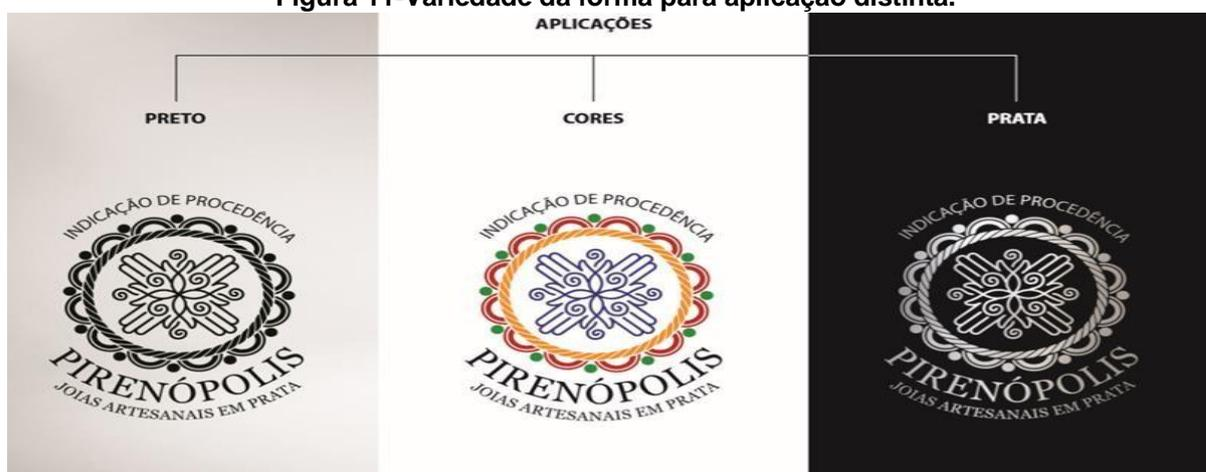 Figura 11-Variedade da forma para aplicação distinta.
APLICAÇÕES
PRETO
CORES
PRATA
INDICAÇÃO DE PROCEDÊNCIA
PIRENÓPOLIS
JOIAS ARTESANAIS EM PRATA
INDICAÇÃO DE PROCEDÊNCIA
PIRENÓPOLIS
JOIAS ARTESANAIS EM PRATA
INDICAÇÃO DE PROCEDÊNCIA
PIRENÓPOLIS
JOIAS ARTESANAIS EM PRATA